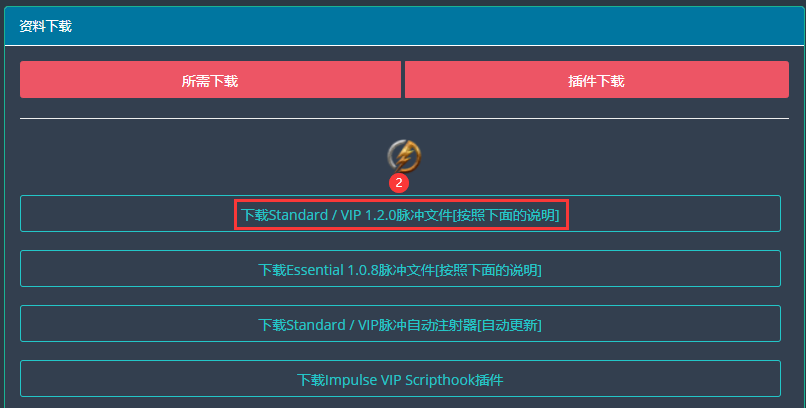 资料下载
所需下载
插件下载
2
下载Standard / VIP 1.2.0脉冲文件[按照下面的说明]
下载Essential 1.0.8脉冲文件[按照下面的说明]
下载Standard / VIP脉冲自动注射器[自动更新]
下载Impulse VIP Scripthook插件